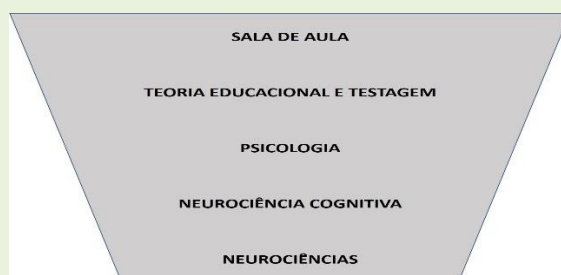 SALA DE AULA
TEORIA EDUCACIONAL E TESTAGEM
PSICOLOGIA
NEUROCIÊNCIA COGNITIVA
NEUROCIÊNCIAS